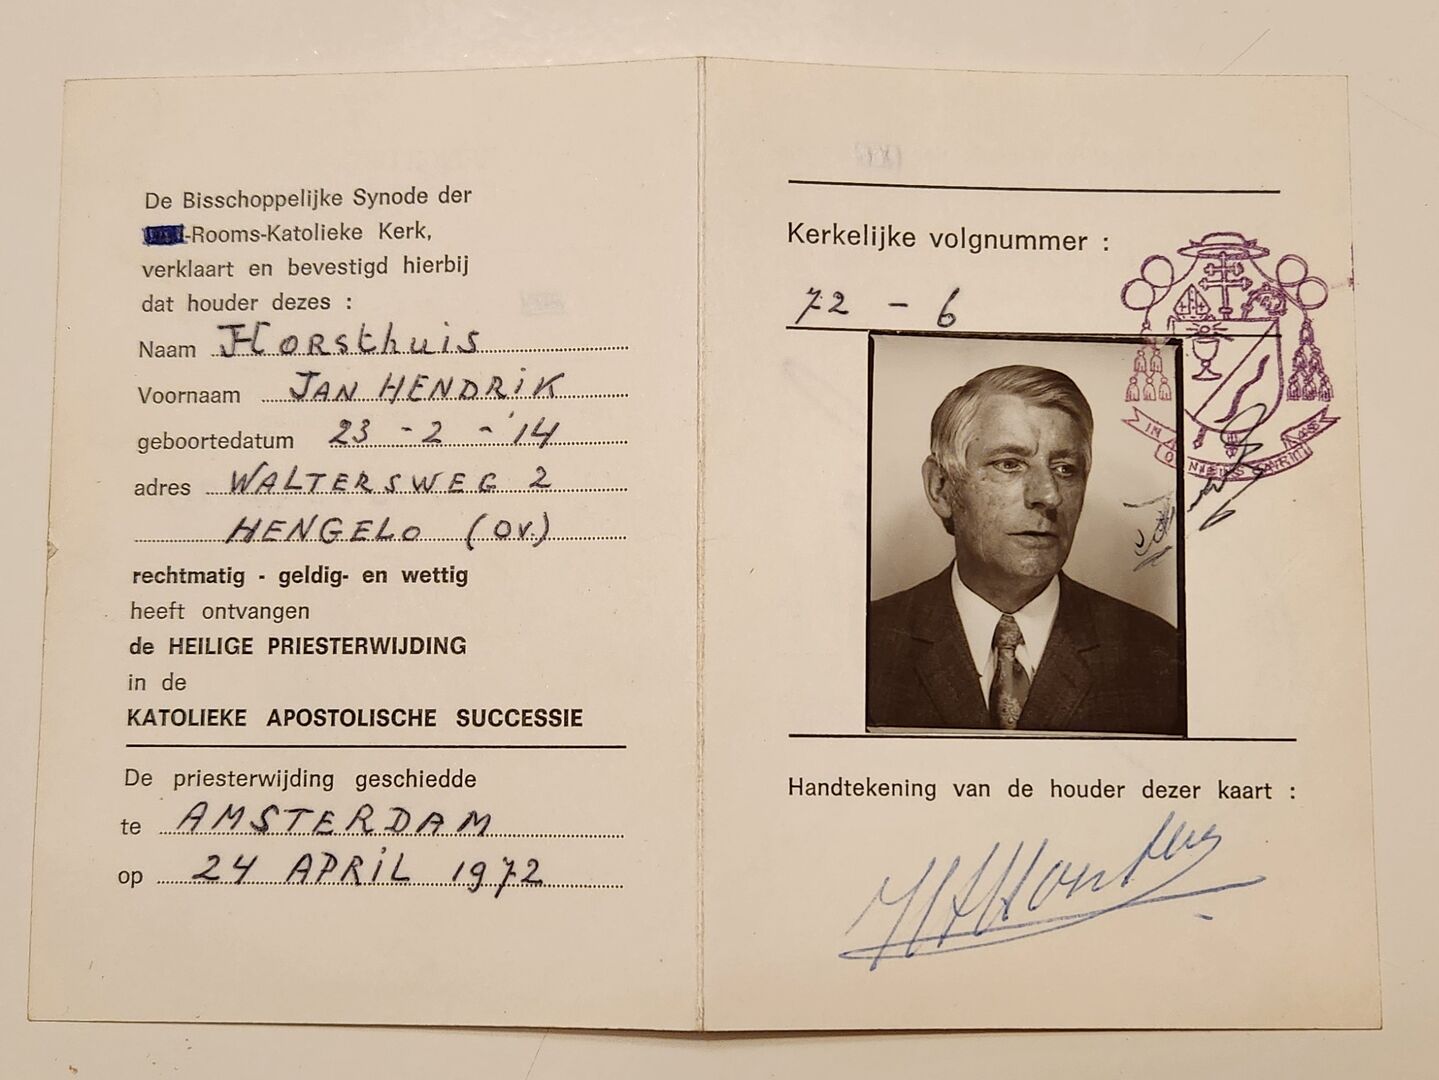 De Bisschoppelijke Synode der
-Rooms-Katolieke Kerk,
verklaart en bevestigd hierbij
dat houder dezes :
Naam Horsthuis
Voornaam JAN HENDRIK
geboortedatum 23 - 2 - '14
adres WALTERSWEG 2
HENGELO (OV.)
rechtmatig - geldig- en wettig
heeft ontvangen
de HEILIGE PRIESTERWIJDING
in de
KATOLIEKE APOSTOLISCHE SUCCESSIE
De priesterwijding geschiedde
te AMSTERDAM
op 24 APRIL 1972
Kerkelijke volgnummer :
72 - 6
IN
Handtekening van de houder dezer kaart :